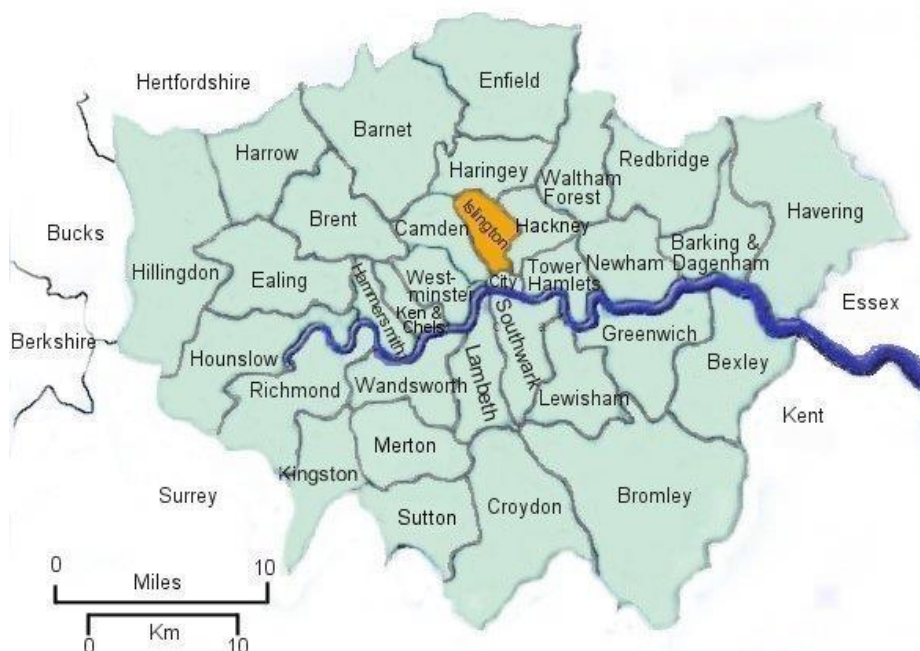 Hertfordshire
Enfield
Barnet
Harrow
Haringey
Redbridge
Waltham
Forest
Islington
Havering
Brent
Camden
Hackney
Bucks
Hillingdon
Ealing
Hammersmith
West-
minster
City
Tower
Hamlets
Newham
Barking &
Dagenham
Ken &
Chels
Essex
Berkshire
Hounslow
Richmond
Wandsworth
Lambeth
Southwark
Greenwich
Bexley
Lewisham
Kent
Merton
Kingston
Surrey
Sutton
Croydon
Bromley
0 10
Miles
Km
0 10